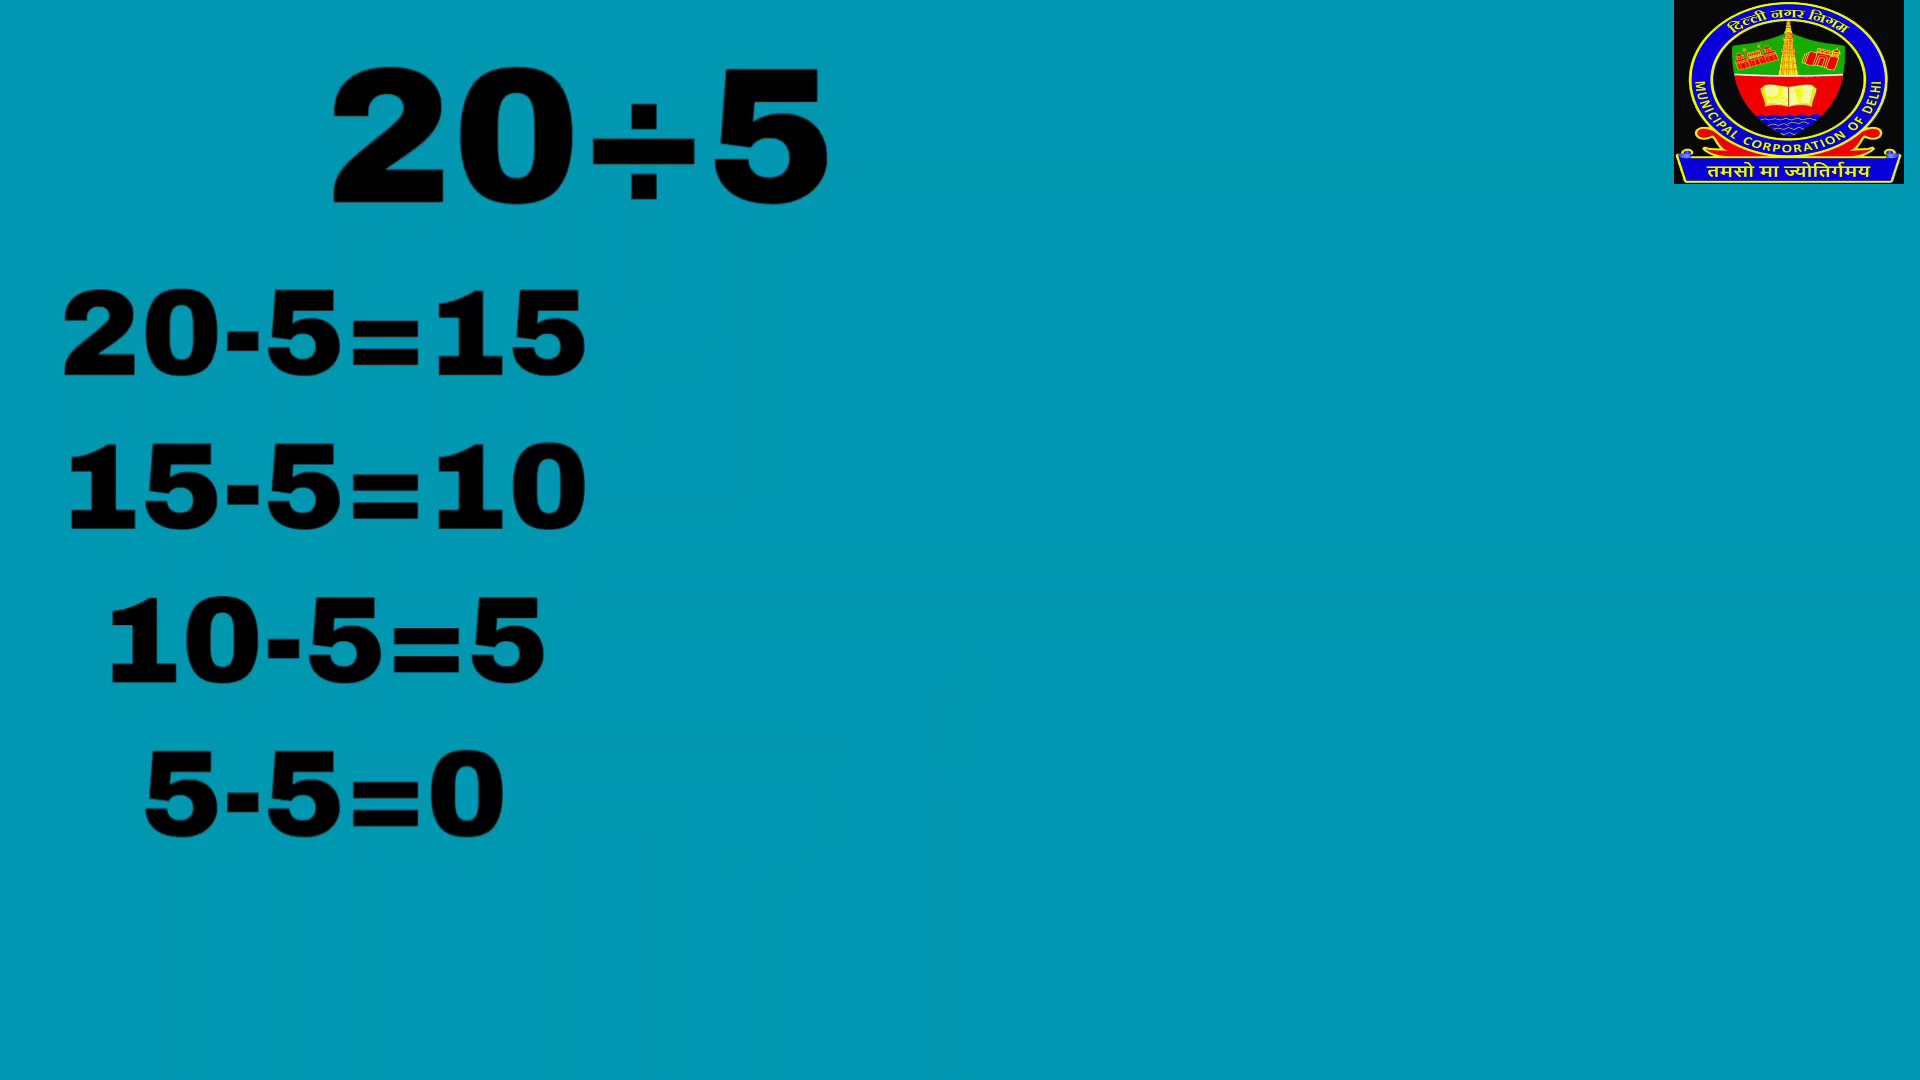 20÷5
20-5=15
15-5=10
10-5=5
5-5=0
दिल्ली नगर निगम
MUNICIPAL CORPORATION OF DELHI
तमसो मा ज्योतिर्गमय